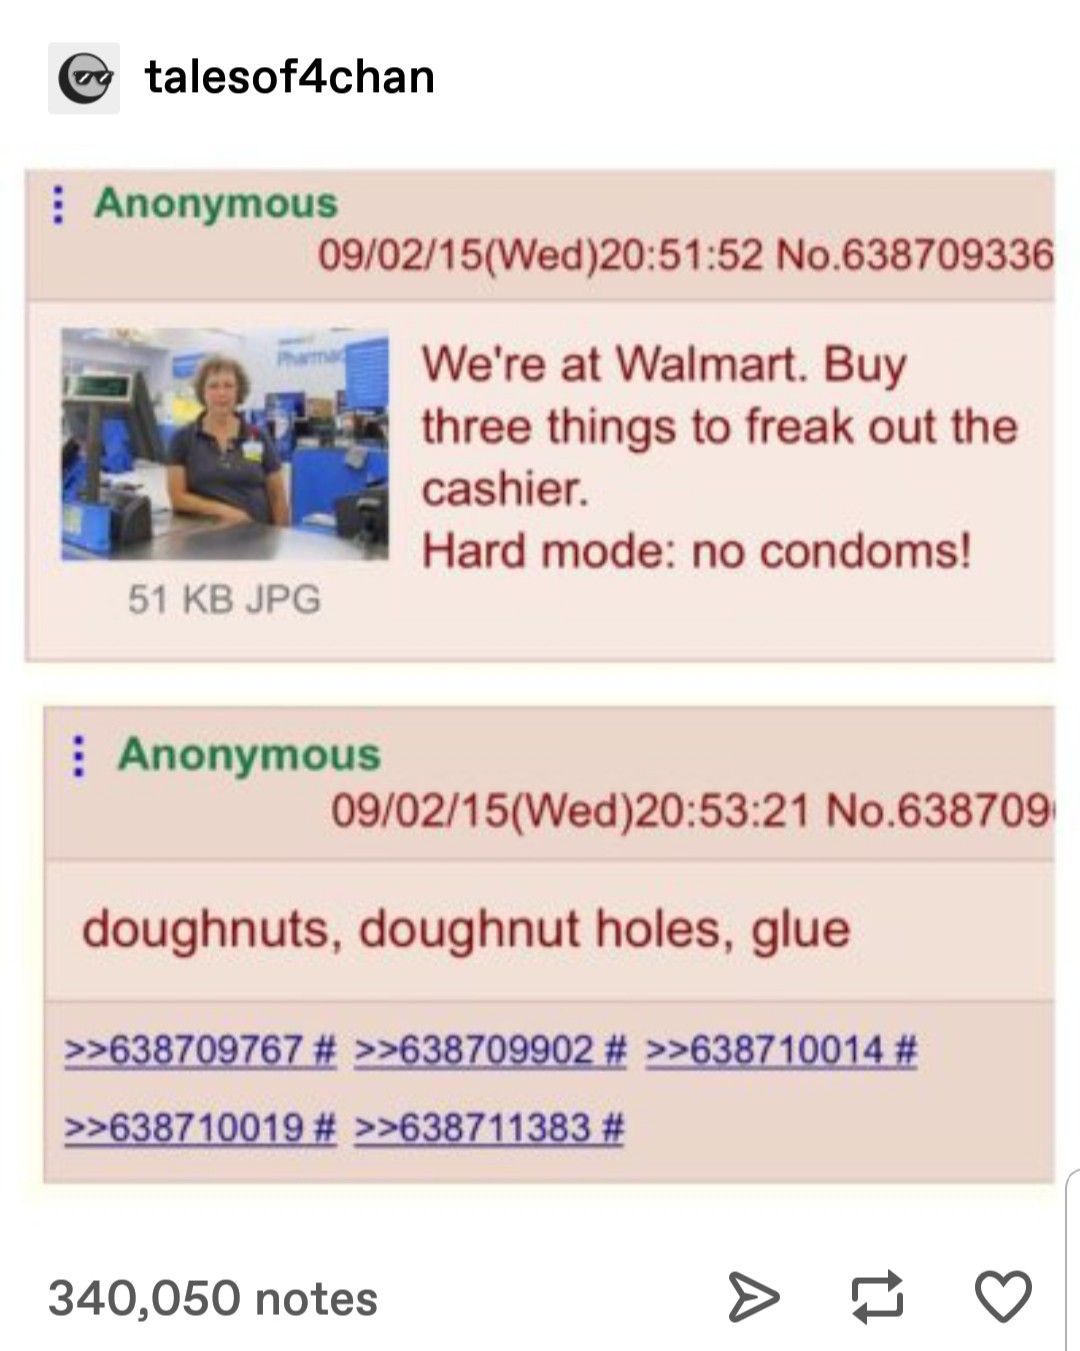 talesof4chan
Anonymous
09/02/15(Wed)20:51:52 No.638709336
Pharmac
We're at Walmart. Buy
three things to freak out the
cashier.
Hard mode: no condoms!
51 KB JPG
Anonymous
09/02/15(Wed)20:53:21 No.638709
doughnuts, doughnut holes, glue
>>638709767 # >>638709902 # >>638710014 #
>>638710019 # >>638711383 #
340,050 notes